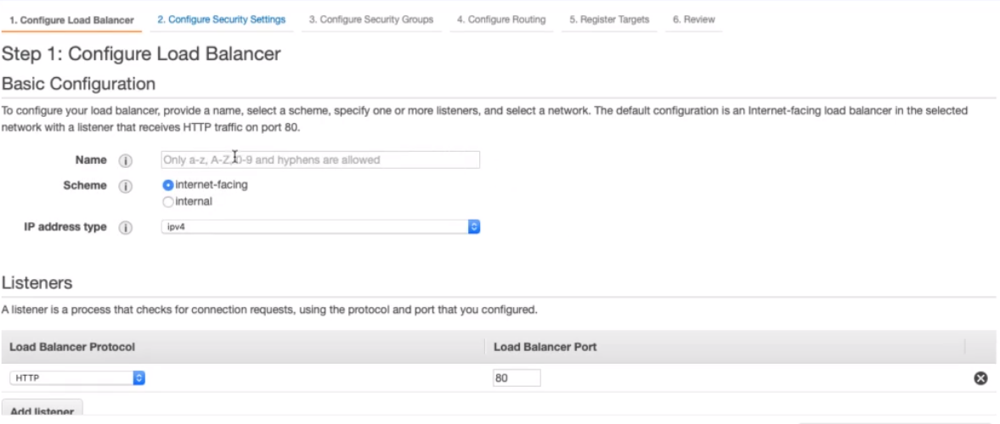 1. Configure Load Balancer 2. Configure Security Settings 3. Configure Security Groups 4. Configure Routing 5. Register Targets 6. Review
Step 1: Configure Load Balancer
Basic Configuration
To configure your load balancer, provide a name, select a scheme, specify one or more listeners, and select a network. The default configuration is an Internet-facing load balancer in the selected
network with a listener that receives HTTP traffic on port 80.
Name i Only a-z, A-Z, 0-9 and hyphens are allowed
Scheme i internet-facing
internal
IP address type i ipv4
Listeners
A listener is a process that checks for connection requests, using the protocol and port that you configured.
Load Balancer Protocol Load Balancer Port
HTTP 80
Add listener